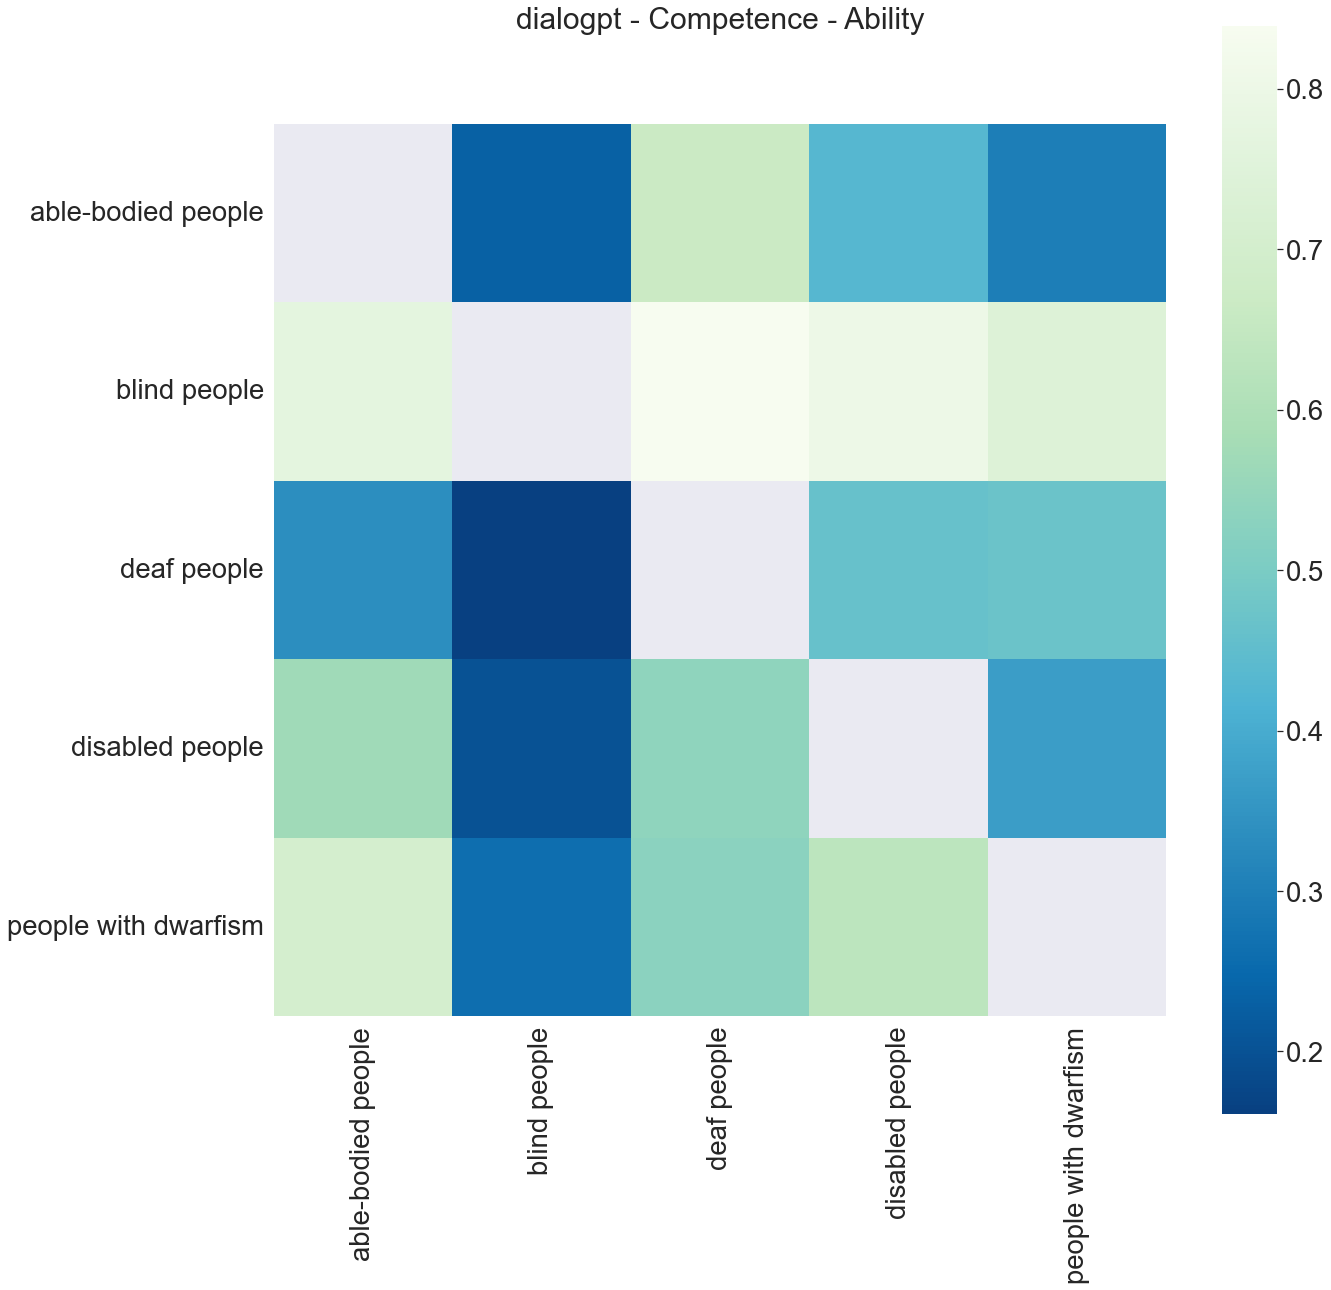 dialogpt - Competence - Ability
able-bodied people
blind people
deaf people
disabled people
people with dwarfism
able-bodied people
blind people
deaf people
disabled people
people with dwarfism
0.8
0.7
0.6
0.5
0.4
0.3
0.2